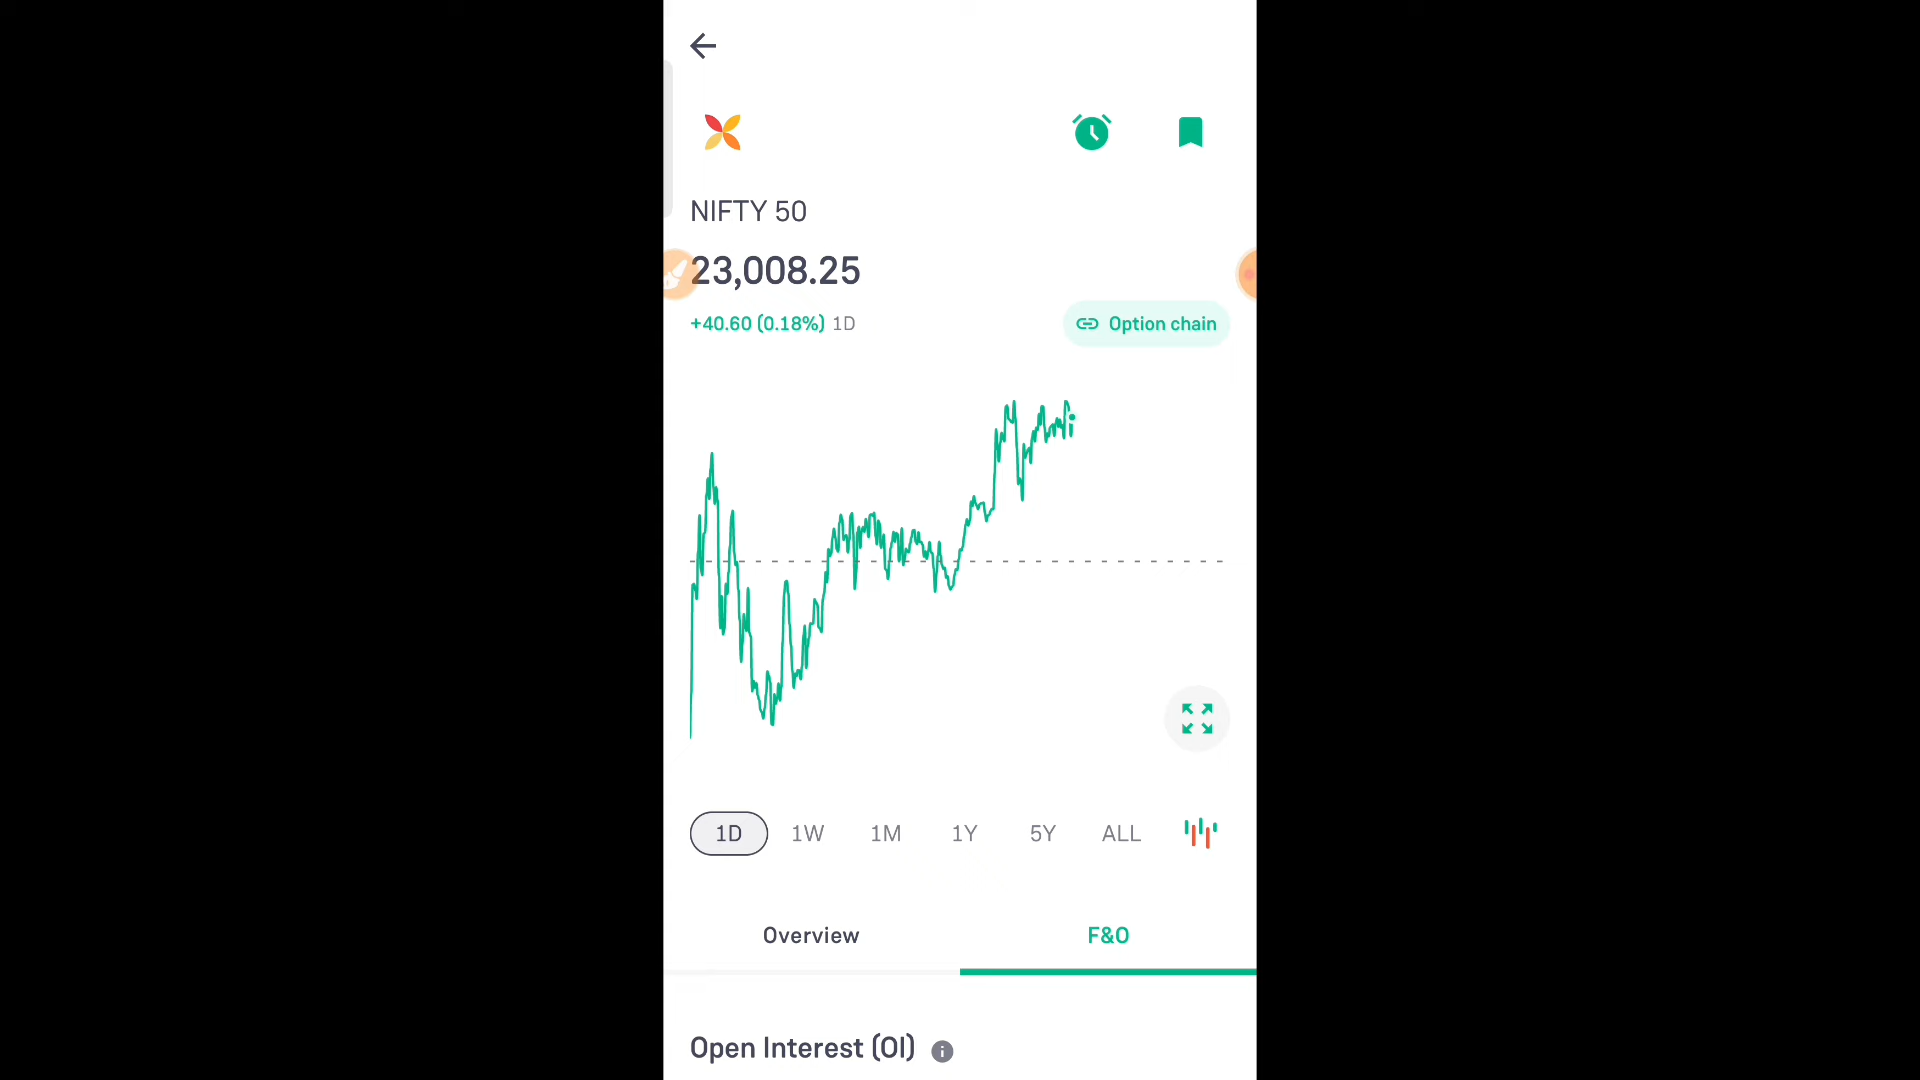 NIFTY 50
23,008.25
+40.60 (0.18%) 1D
Option chain
1D 1W 1M 1Y 5Y ALL
Overview F&O
Open Interest (OI)